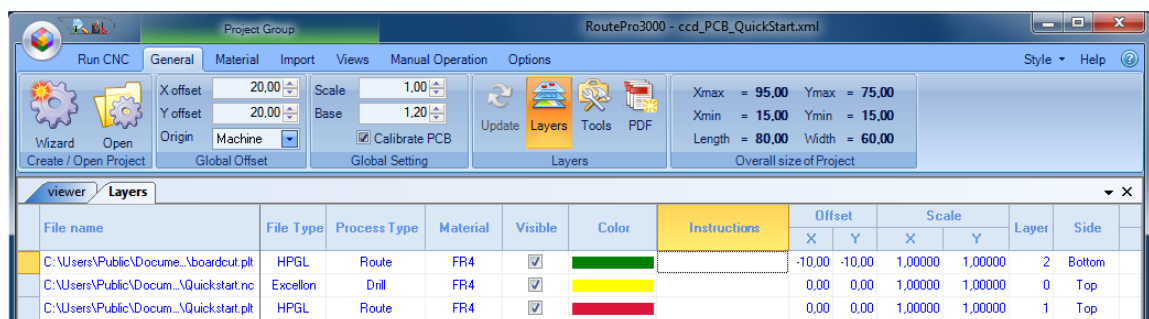 Project Group
RoutePro3000 - ccd_PCB_QuickStart.xml
Run CNC General Material Import Views Manual Operation Options Style Help
X offset 20,00 Scale 1,00 Xmax = 95,00 Ymax = 75,00
Y offset 20,00 Base 1,20 Xmin = 15,00 Ymin = 15,00
Wizard Open Origin Machine Calibrate PCB Update Layers Tools PDF Length = 80,00 Width = 60,00
Create / Open Project Global Offset Global Setting Layers Overall size of Project
viewer Layers
File name File Type Process Type Material Visible Color Instructions Offset Scale Layer Side
X Y X Y
C:\Users\Public\Docume...\boardcut.plt HPGL Route FR4 -10,00 -10,00 1,00000 1,00000 2 Bottom
C:\Users\Public\Docum...\Quickstart.nc Excellon Drill FR4 0,00 0,00 1,00000 1,00000 0 Top
C:\Users\Public\Docum...\Quickstart.plt HPGL Route FR4 0,00 0,00 1,00000 1,00000 1 Top